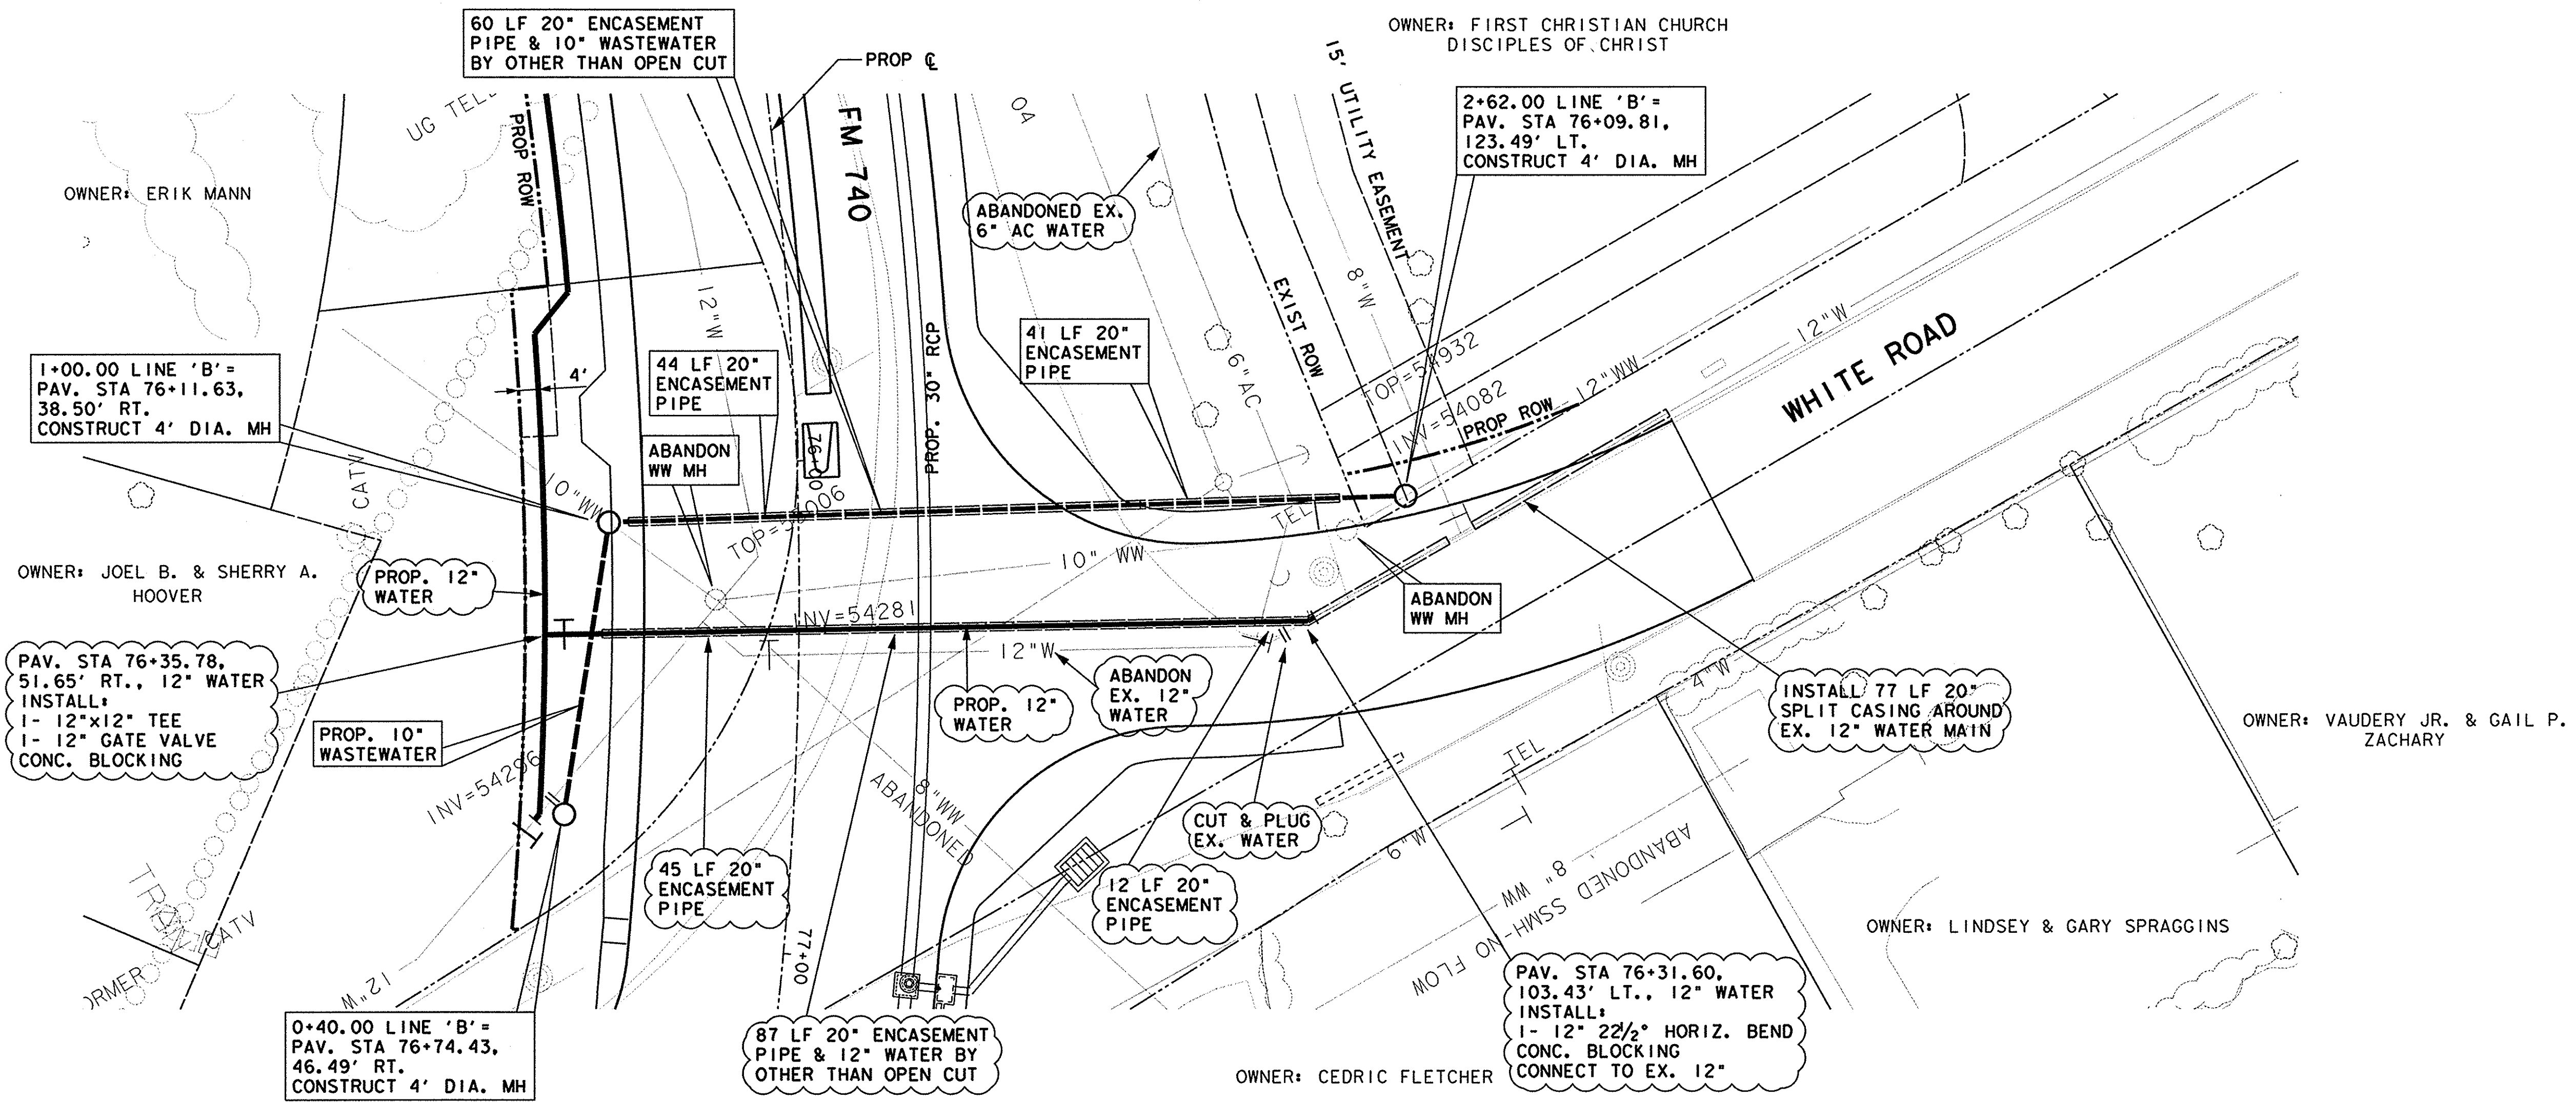 60 LF 20" ENCASEMENT
PIPE & 10" WASTEWATER
BY OTHER THAN OPEN CUT
PROP ℄
OWNER: FIRST CHRISTIAN CHURCH
DISCIPLES OF CHRIST
15' UTILITY EASEMENT
2+62.00 LINE 'B'=
PAV. STA 76+09.81,
123.49' LT.
CONSTRUCT 4' DIA. MH
UG TELE
PROP ROW
FM 740
04
OWNER: ERIK MANN
ABANDONED EX.
6" AC WATER
EXIST ROW
8"W
12"W
12"W
WHITE ROAD
PROP. 30" RCP
41 LF 20"
ENCASEMENT
PIPE
6"AC
TOP=54932
INV=54082
12"WW
PROP ROW
1+00.00 LINE 'B'=
PAV. STA 76+11.63,
38.50' RT.
CONSTRUCT 4' DIA. MH
4'
44 LF 20"
ENCASEMENT
PIPE
ABANDON
WW MH
76+00
CATV
10"WW
TEL
10" WW
OWNER: JOEL B. & SHERRY A.
HOOVER
PROP. 12"
WATER
INV=54281
12"W
ABANDON
WW MH
PAV. STA 76+35.78,
51.65' RT., 12" WATER
INSTALL:
1- 12"x12" TEE
1- 12" GATE VALVE
CONC. BLOCKING
PROP. 10"
WASTEWATER
PROP. 12"
WATER
ABANDON
EX. 12"
WATER
4"W
INSTALL 77 LF 20"
SPLIT CASING AROUND
EX. 12" WATER MAIN
OWNER: VAUDERY JR. & GAIL P.
ZACHARY
INV=54296
8"WW
ABANDONED
TEL
CUT & PLUG
EX. WATER
6"W
45 LF 20"
ENCASEMENT
PIPE
12 LF 20"
ENCASEMENT
PIPE
8" WW
ABANDONED SSMH-NO FLOW
OWNER: LINDSEY & GARY SPRAGGINS
CATV
ORMER
12"W
77+00
0+40.00 LINE 'B'=
PAV. STA 76+74.43,
46.49' RT.
CONSTRUCT 4' DIA. MH
87 LF 20" ENCASEMENT
PIPE & 12" WATER BY
OTHER THAN OPEN CUT
OWNER: CEDRIC FLETCHER
PAV. STA 76+31.60,
103.43' LT., 12" WATER
INSTALL:
1- 12" 22½° HORIZ. BEND
CONC. BLOCKING
CONNECT TO EX. 12"